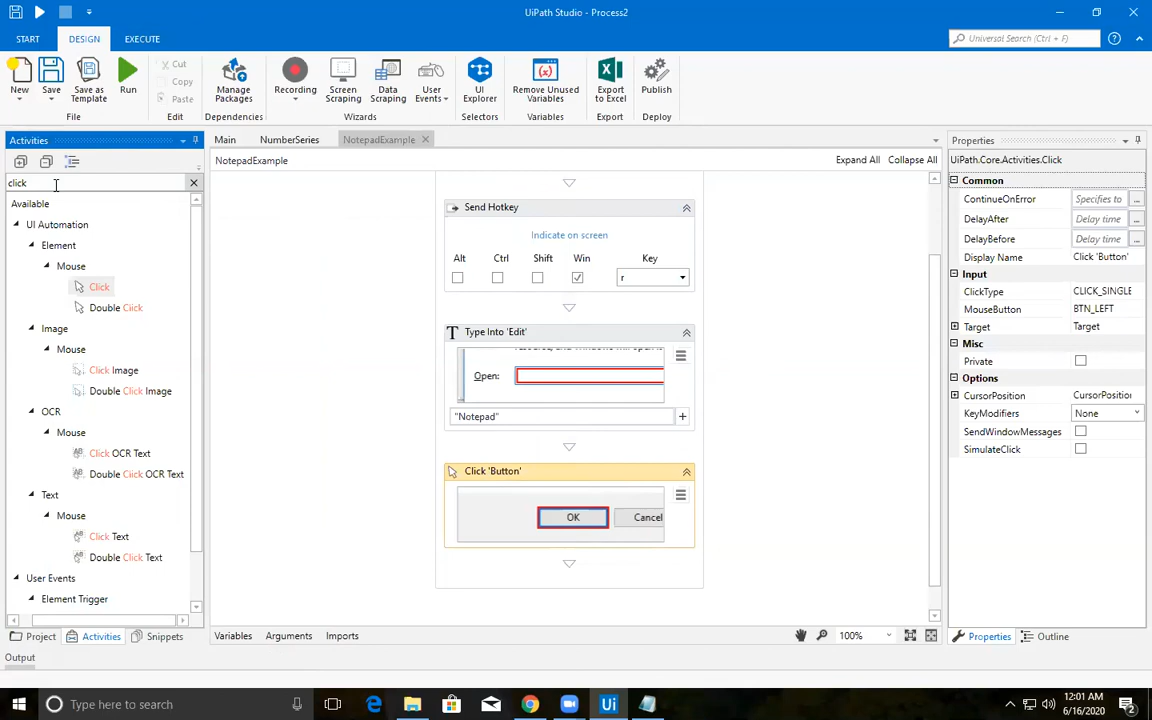 UiPath Studio - Process2
START DESIGN EXECUTE
Universal Search (Ctrl + F)
New Save Save as Template Run Cut Copy Paste Manage Packages Recording Screen Scraping Data Scraping User Events UI Explorer Remove Unused Variables Export to Excel Publish
File Edit Dependencies Wizards Selectors Variables Export Deploy
Activities
click
Available
UI Automation
Element
Mouse
Click
Double Click
Image
Mouse
Click Image
Double Click Image
OCR
Mouse
Click OCR Text
Double Click OCR Text
Text
Mouse
Click Text
Double Click Text
User Events
Element Trigger
Project Activities Snippets
Output
Main NumberSeries NotepadExample
NotepadExample Expand All Collapse All
Send Hotkey
Indicate on screen
Alt Ctrl Shift Win Key
r
Type Into 'Edit'
Open:
"Notepad"
Click 'Button'
OK Cancel
Variables Arguments Imports 100%
Properties
UiPath.Core.Activities.Click
Common
ContinueOnError Specifies to ...
DelayAfter Delay time ...
DelayBefore Delay time ...
Display Name Click 'Button'
Input
ClickType CLICK_SINGLE
MouseButton BTN_LEFT
Target Target
Misc
Private
Options
CursorPosition CursorPositio
KeyModifiers None
SendWindowMessages
SimulateClick
Properties Outline
Type here to search
Ui
12:01 AM
6/16/2020
2